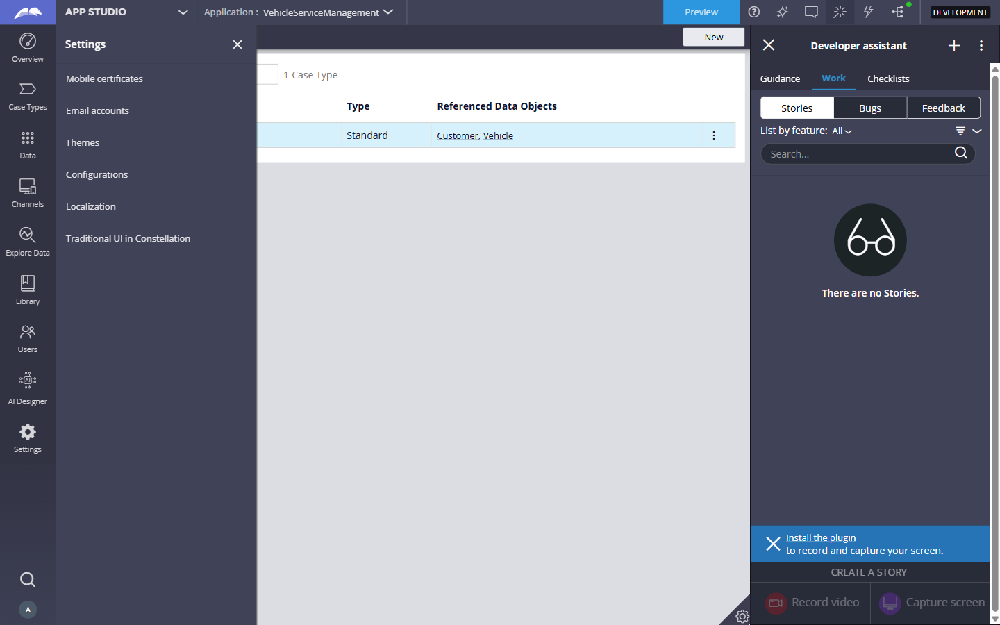 APP STUDIO
Application : VehicleServiceManagement
Preview
DEVELOPMENT
Overview
Case Types
Data
Channels
Explore Data
Library
Users
AI
AI Designer
Settings
A
Settings
Mobile certificates
Email accounts
Themes
Configurations
Localization
Traditional UI in Constellation
New
1 Case Type
Type Referenced Data Objects
Standard Customer, Vehicle
Developer assistant
Guidance Work Checklists
Stories Bugs Feedback
List by feature: All
Search...
There are no Stories.
Install the plugin
to record and capture your screen.
CREATE A STORY
Record video Capture screen